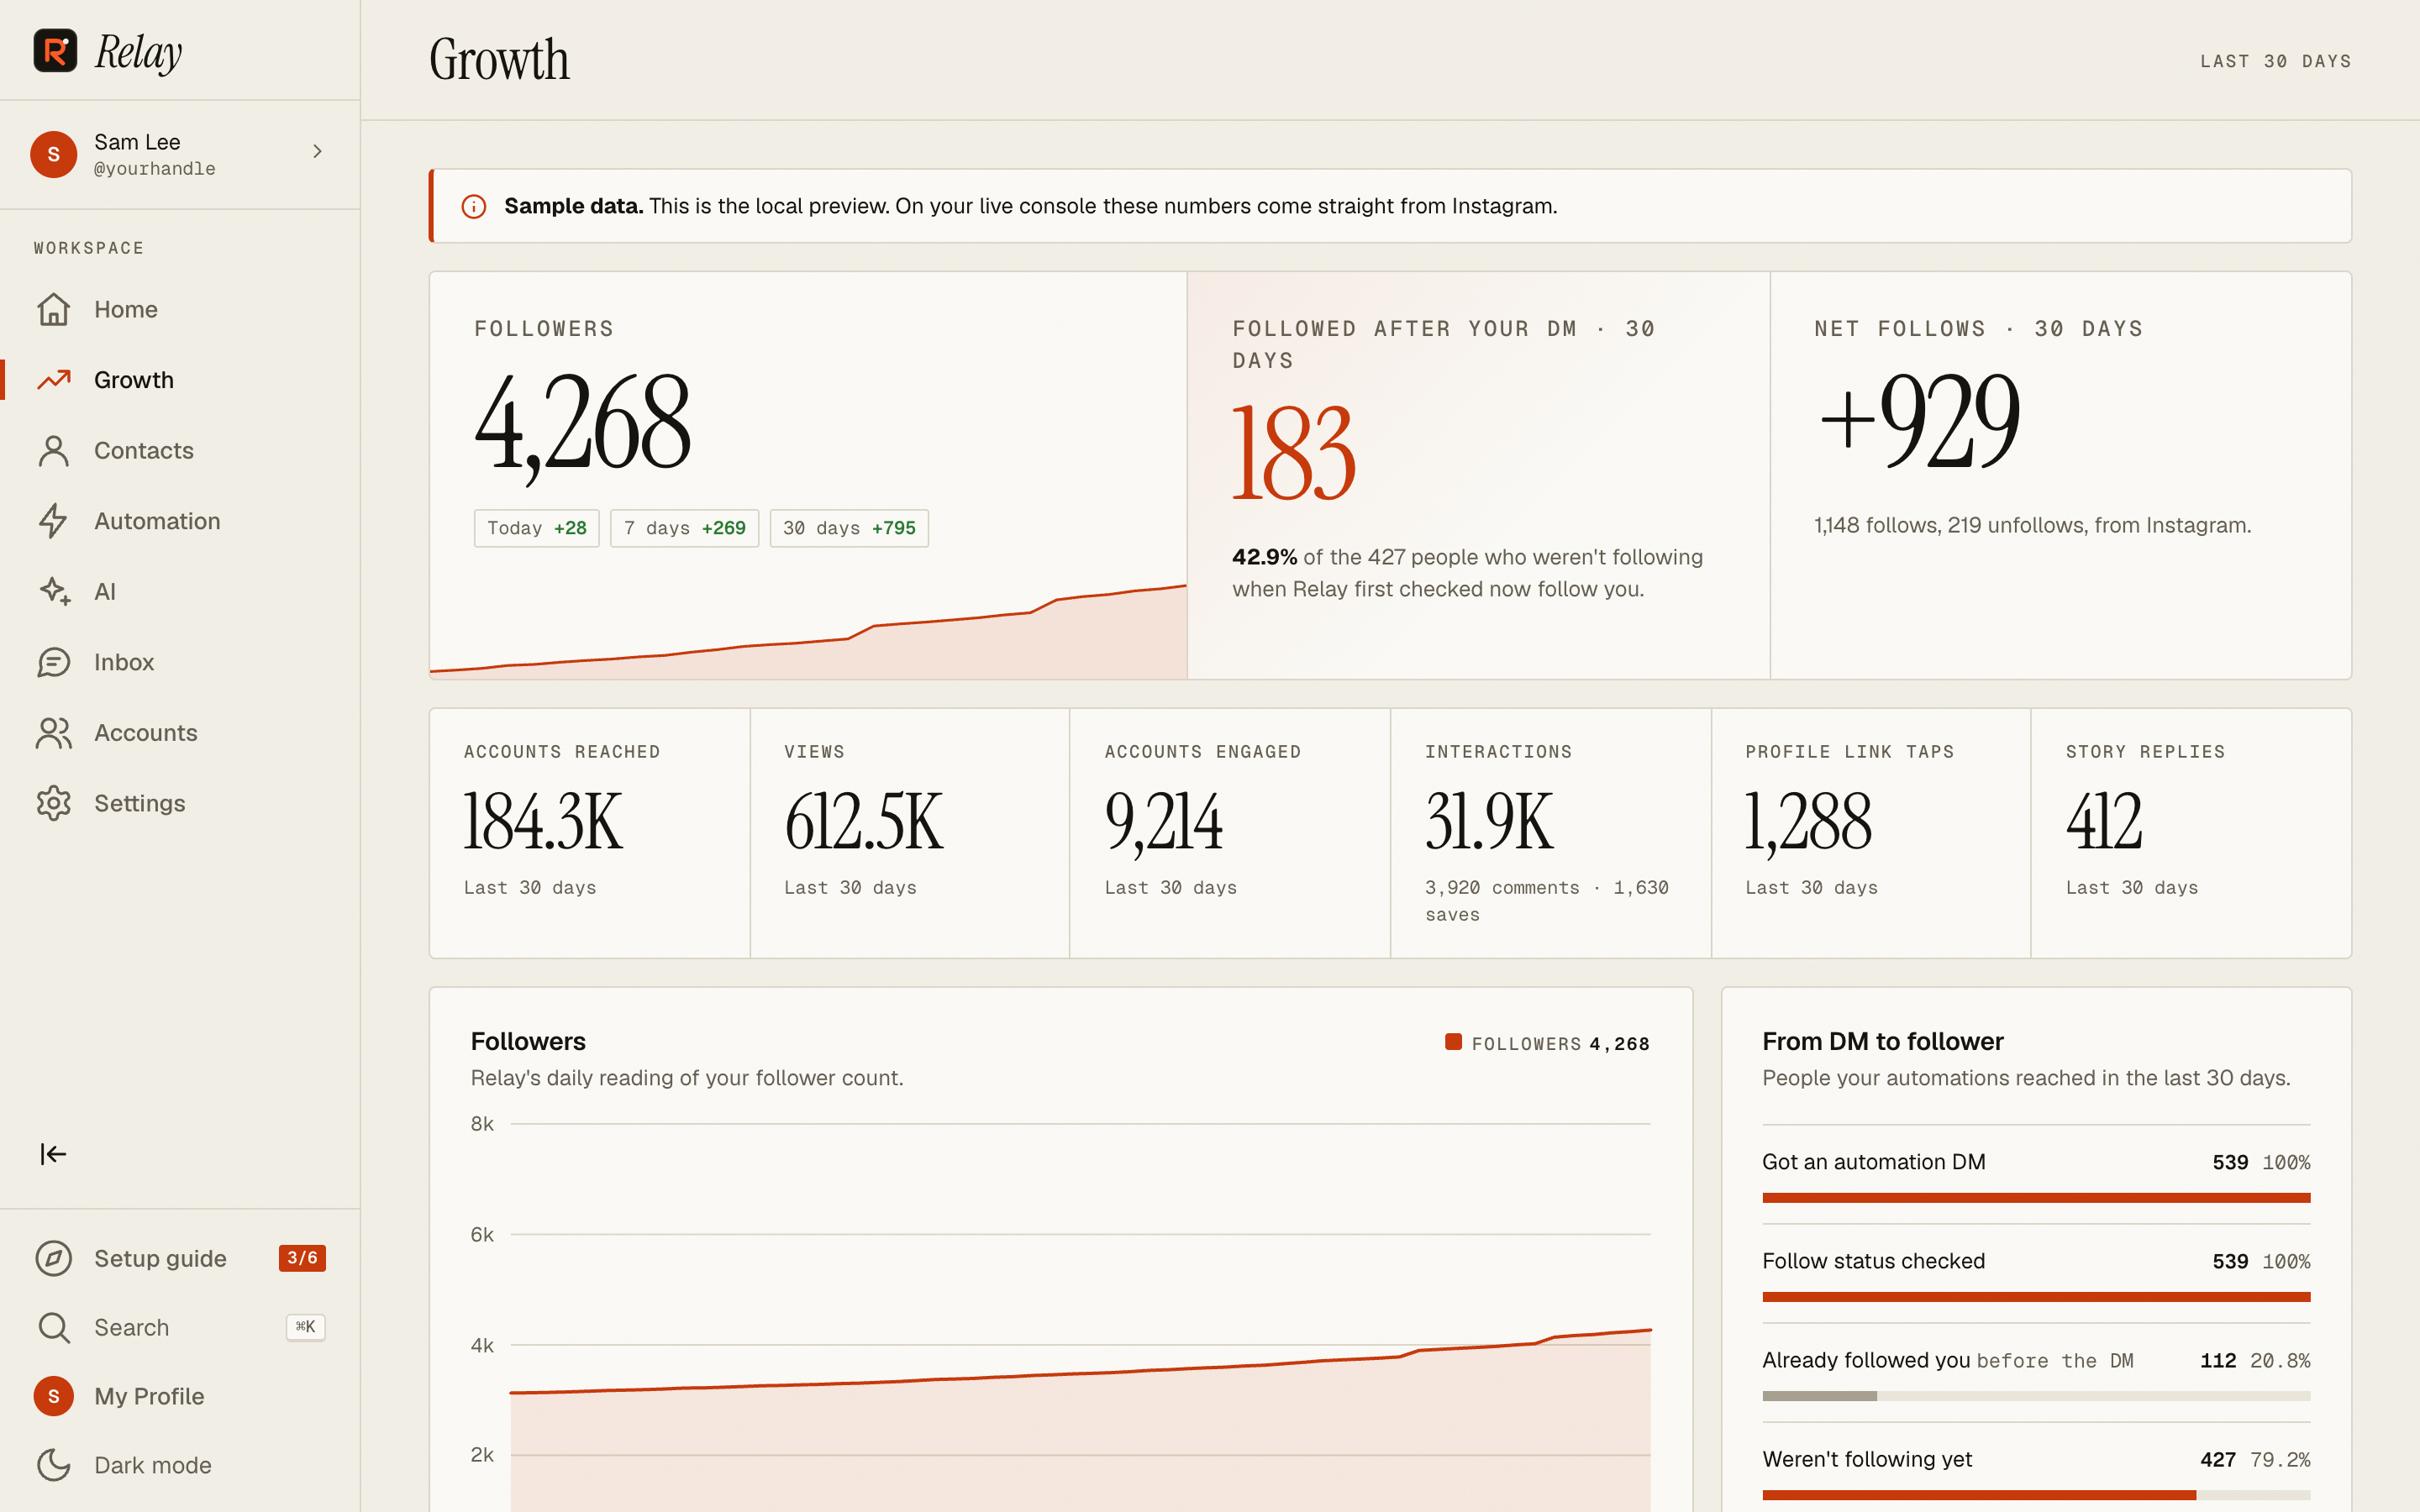 Relay
Sam Lee
@yourhandle
WORKSPACE
Home
Growth
Contacts
Automation
AI
Inbox
Accounts
Settings
Setup guide 3/6
Search ⌘K
S My Profile
Dark mode
Growth
LAST 30 DAYS
Sample data. This is the local preview. On your live console these numbers come straight from Instagram.
FOLLOWERS
4,268
Today +28
7 days +269
30 days +795
FOLLOWED AFTER YOUR DM · 30
DAYS
183
42.9% of the 427 people who weren't following
when Relay first checked now follow you.
NET FOLLOWS · 30 DAYS
+929
1,148 follows, 219 unfollows, from Instagram.
ACCOUNTS REACHED
184.3K
Last 30 days
VIEWS
612.5K
Last 30 days
ACCOUNTS ENGAGED
9,214
Last 30 days
INTERACTIONS
31.9K
3,920 comments · 1,630
saves
PROFILE LINK TAPS
1,288
Last 30 days
STORY REPLIES
412
Last 30 days
Followers
FOLLOWERS 4,268
Relay's daily reading of your follower count.
8k
6k
4k
2k
From DM to follower
People your automations reached in the last 30 days.
Got an automation DM 539 100%
Follow status checked 539 100%
Already followed you before the DM 112 20.8%
Weren't following yet 427 79.2%